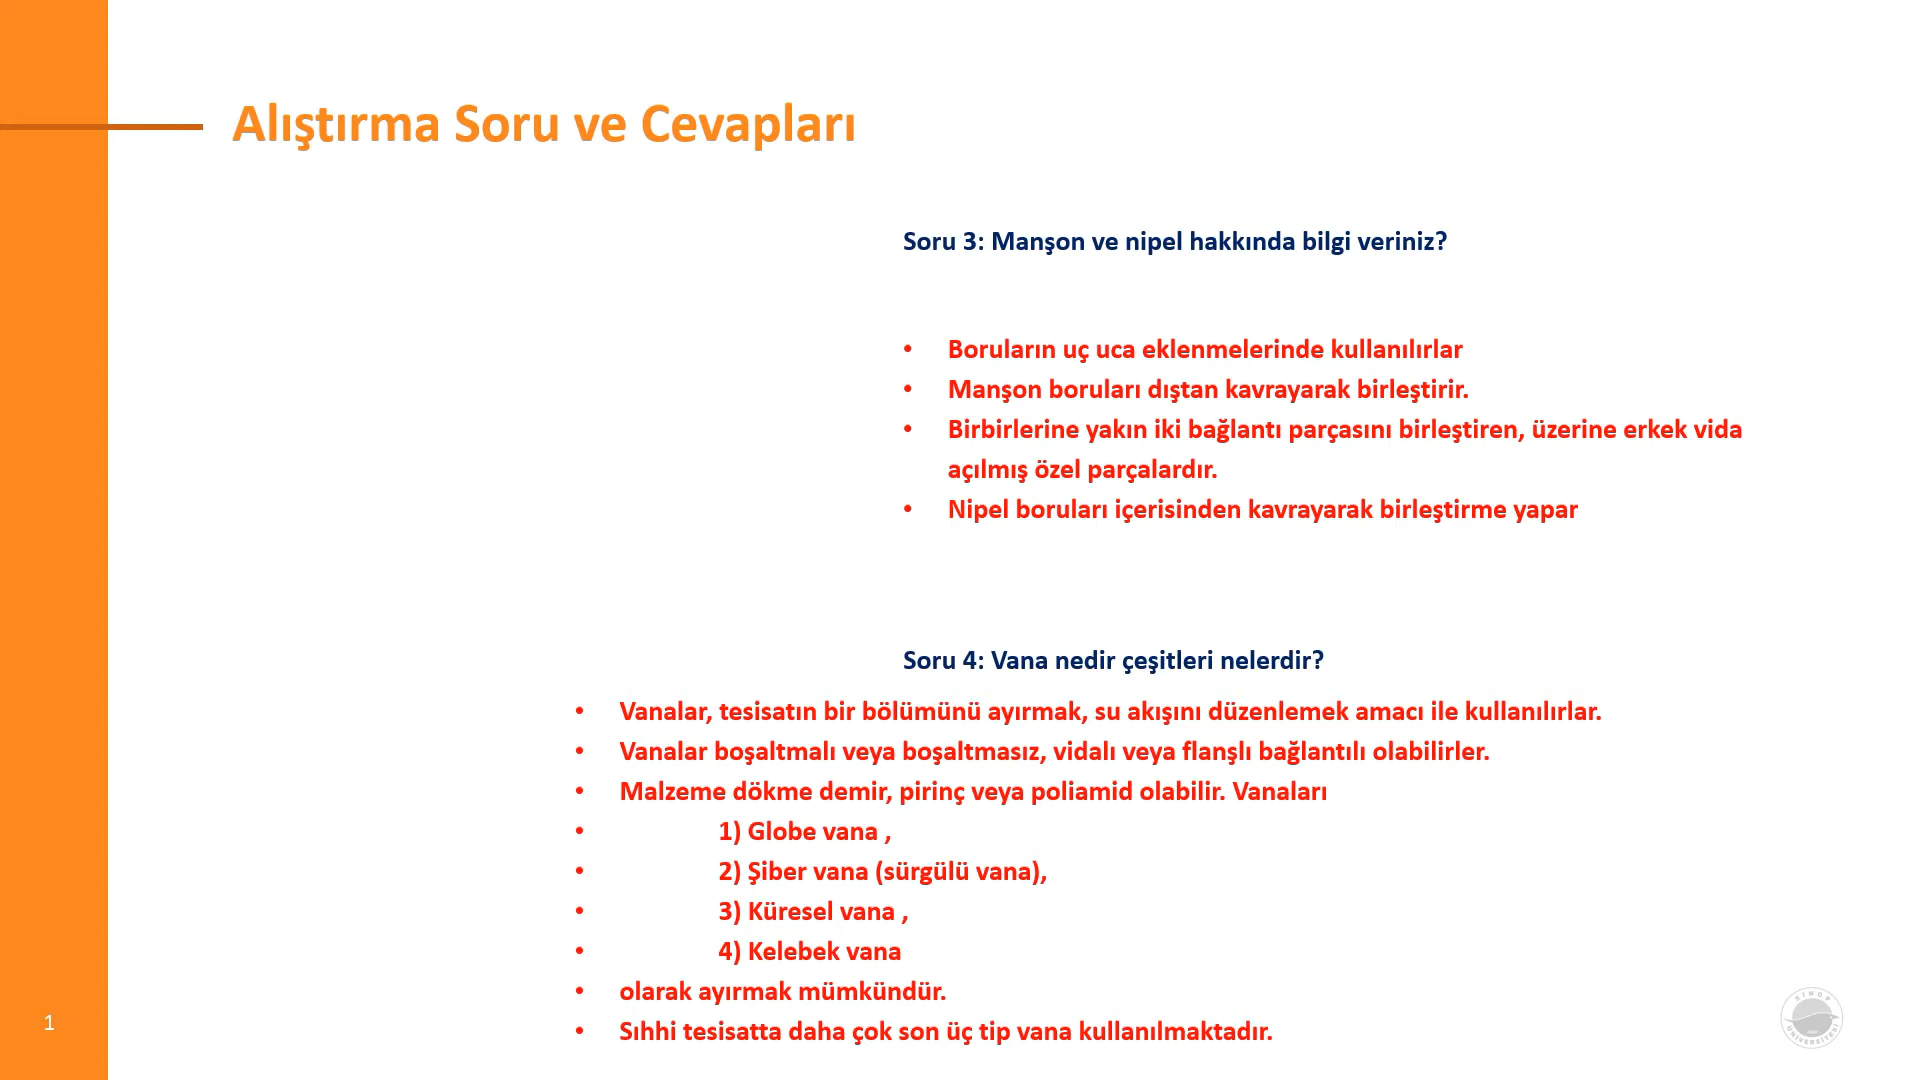 Alıştırma Soru ve Cevapları
Soru 3: Manşon ve nipel hakkında bilgi veriniz?
• Boruların uç uca eklenmelerinde kullanılırlar
• Manşon boruları dıştan kavrayarak birleştirir.
• Birbirlerine yakın iki bağlantı parçasını birleştiren, üzerine erkek vida
açılmış özel parçalardır.
• Nipel boruları içerisinden kavrayarak birleştirme yapar
Soru 4: Vana nedir çeşitleri nelerdir?
• Vanalar, tesisatın bir bölümünü ayırmak, su akışını düzenlemek amacı ile kullanılırlar.
• Vanalar boşaltmalı veya boşaltmasız, vidalı veya flanşlı bağlantılı olabilirler.
• Malzeme dökme demir, pirinç veya poliamid olabilir. Vanaları
• 1) Globe vana ,
• 2) Şiber vana (sürgülü vana),
• 3) Küresel vana ,
• 4) Kelebek vana
• olarak ayırmak mümkündür.
• Sıhhi tesisatta daha çok son üç tip vana kullanılmaktadır.
1
SİNOP
ÜNİVERSİTESİ